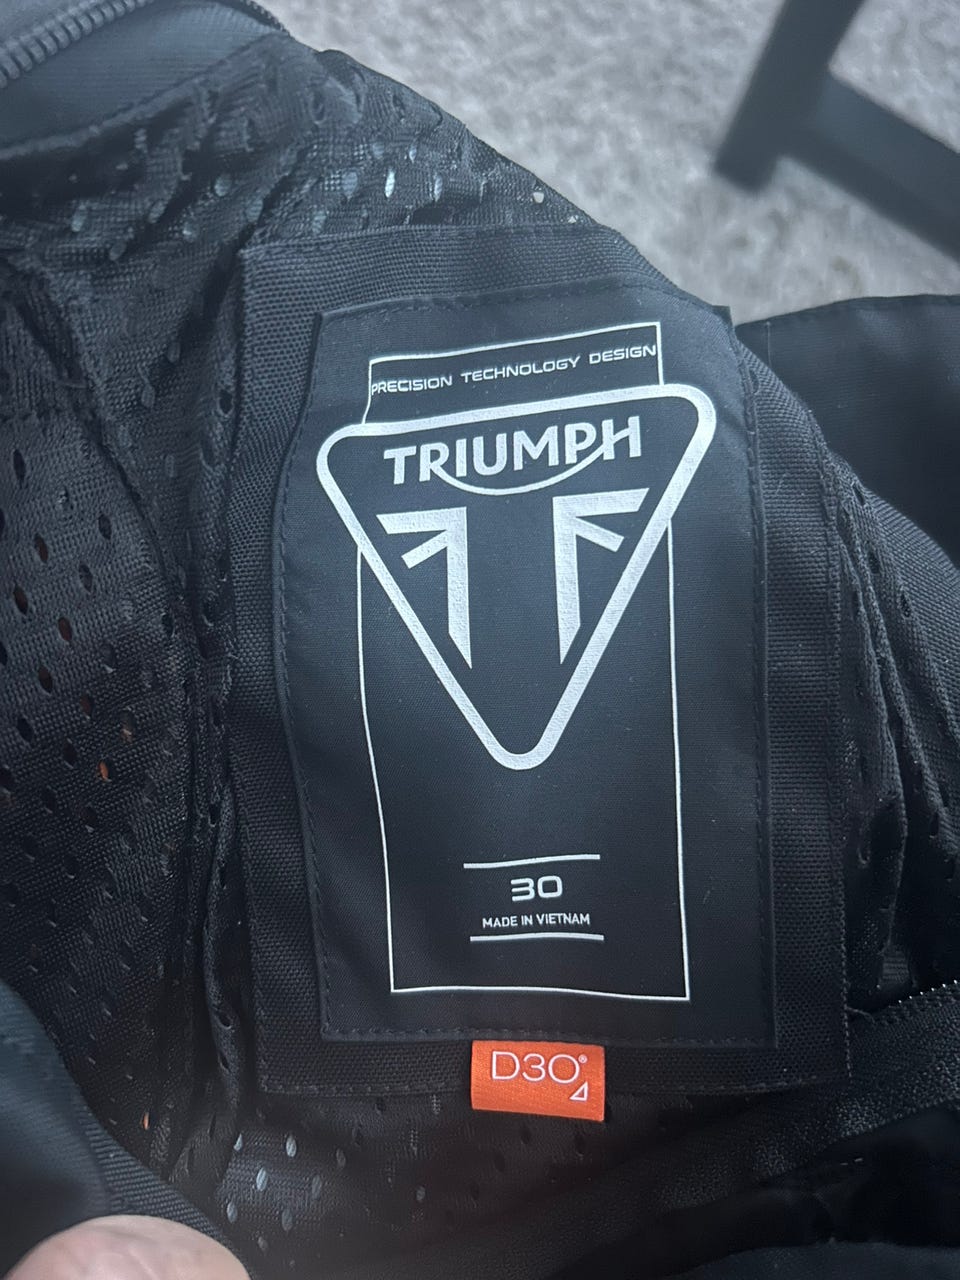 PRECISION TECHNOLOGY DESIGN
TRIUMPH
30
MADE IN VIETNAM
D3O®